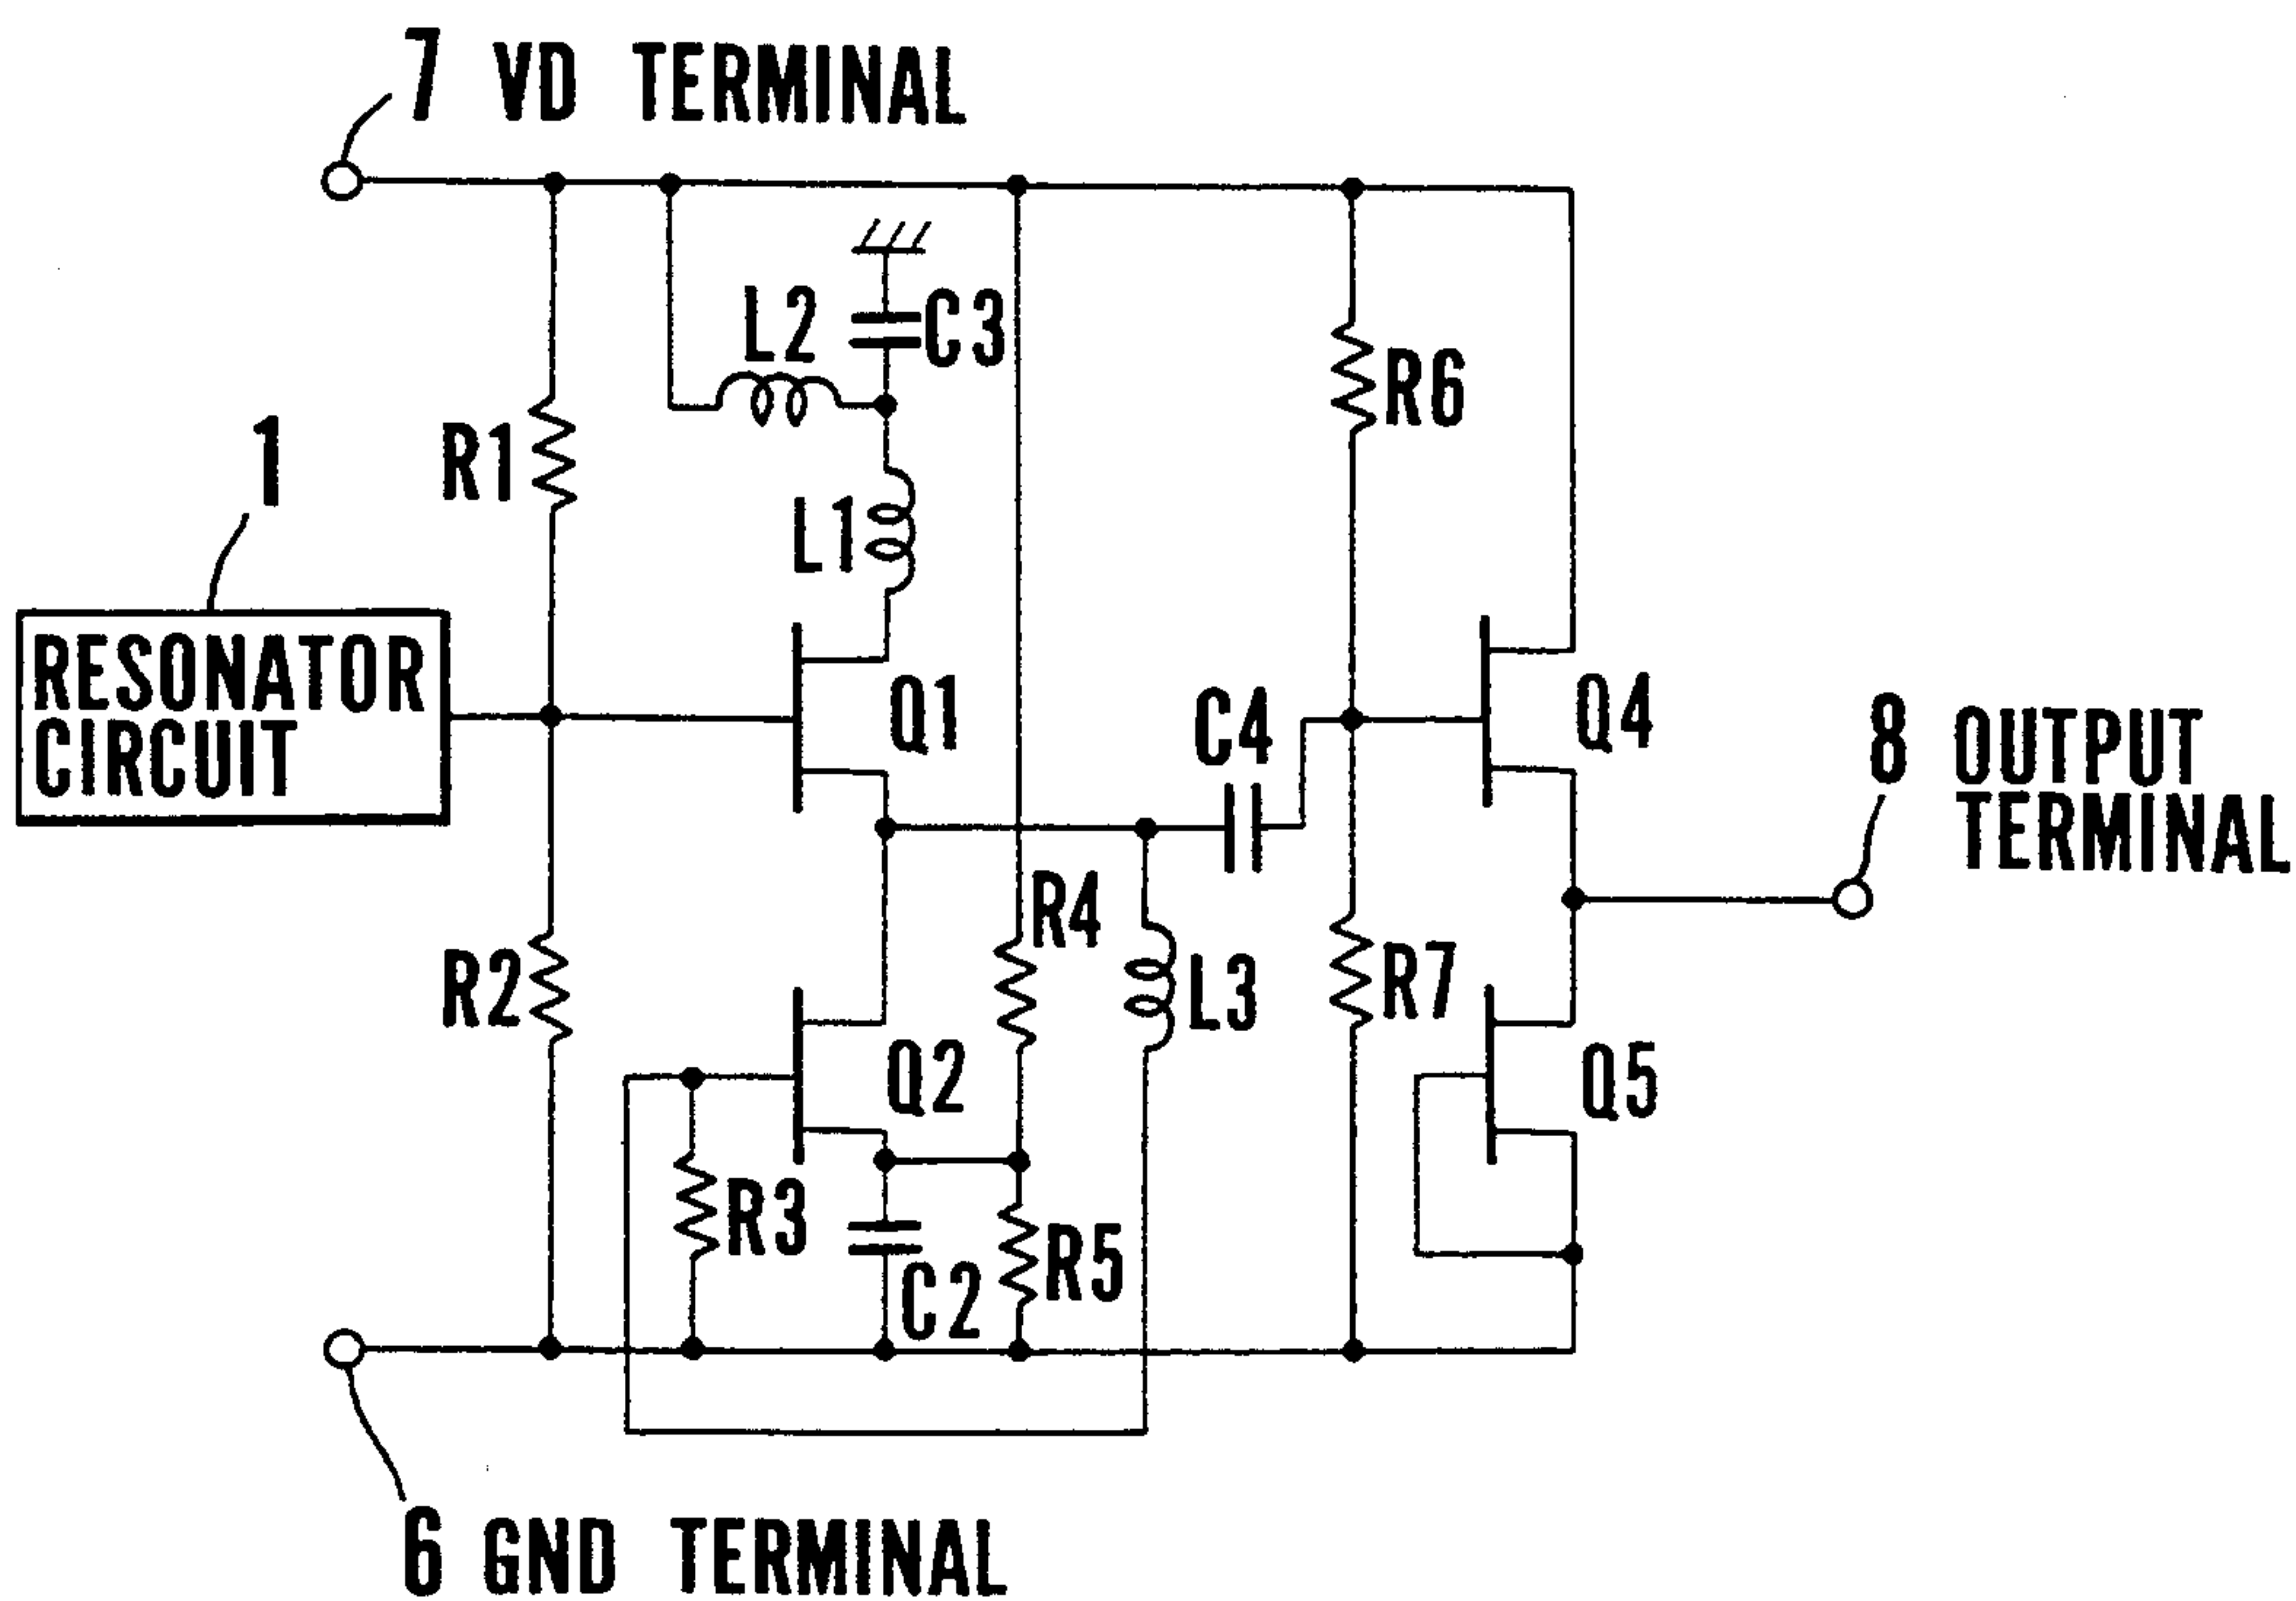 7 VD TERMINAL
L2
C3
R6
1
R1
L1
RESONATOR
CIRCUIT
Q1
C4
Q4
8 OUTPUT
TERMINAL
R4
R2
L3
R7
Q2
Q5
R3
R5
C2
6 GND TERMINAL